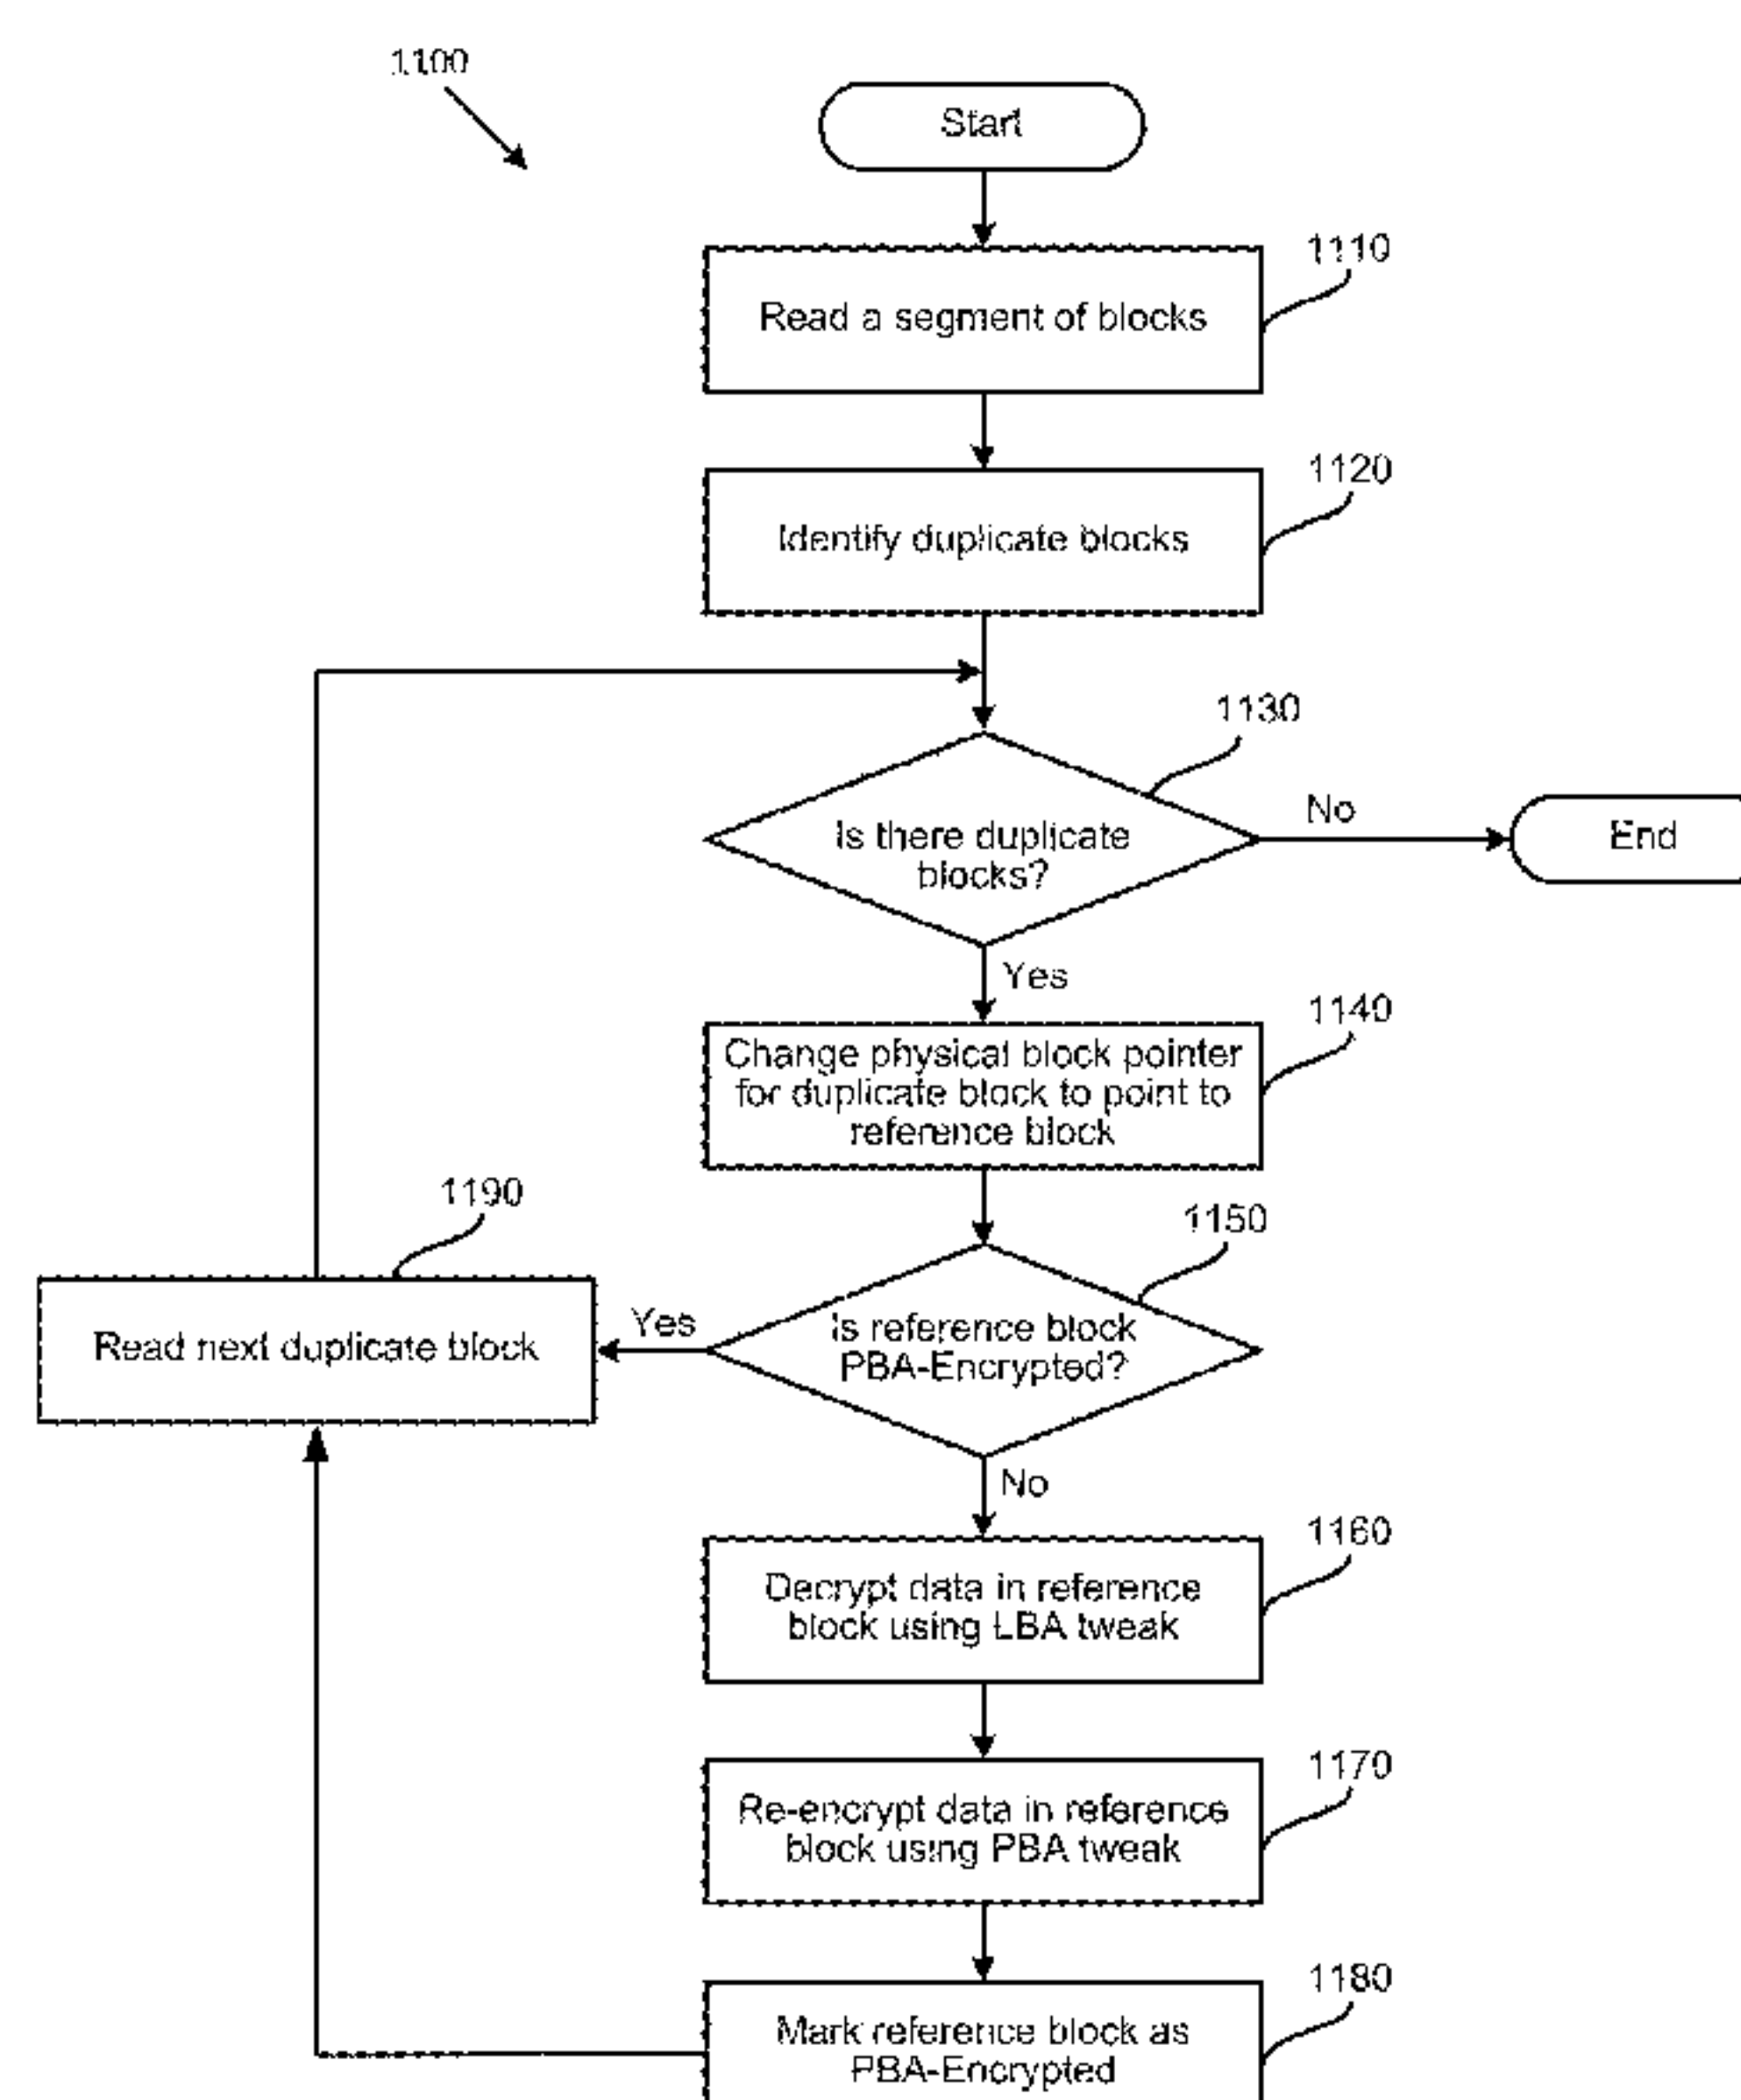 1100
Start
1110
Read a segment of blocks
1120
Identify duplicate blocks
1130
Is there duplicate
blocks?
No
End
Yes
1140
Change physical block pointer
for duplicate block to point to
reference block
1190
Read next duplicate block
Yes
1150
Is reference block
PBA-Encrypted?
No
1160
Decrypt data in reference
block using LBA tweak
1170
Re-encrypt data in reference
block using PBA tweak
1180
Mark reference block as
PBA-Encrypted